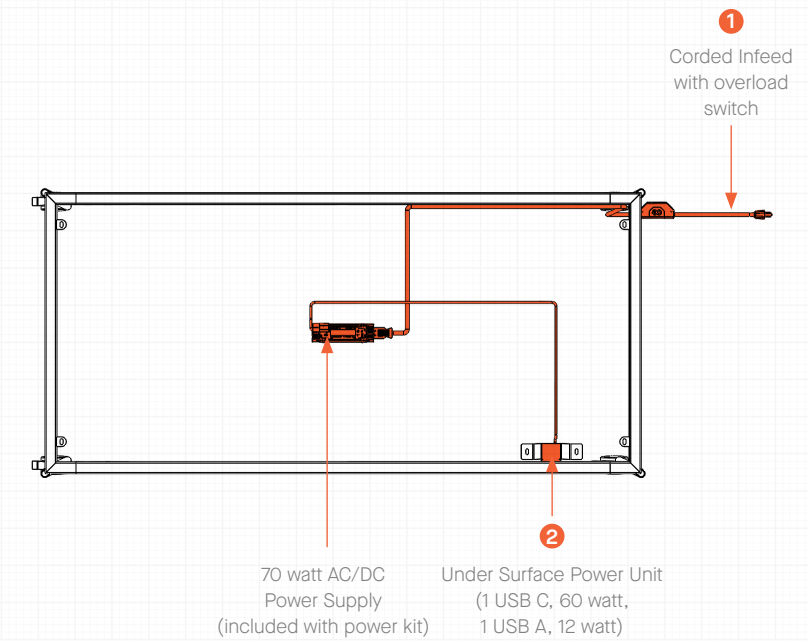 1
Corded Infeed
with overload
switch
2
70 watt AC/DC
Power Supply
(included with power kit)
Under Surface Power Unit
(1 USB C, 60 watt,
1 USB A, 12 watt)